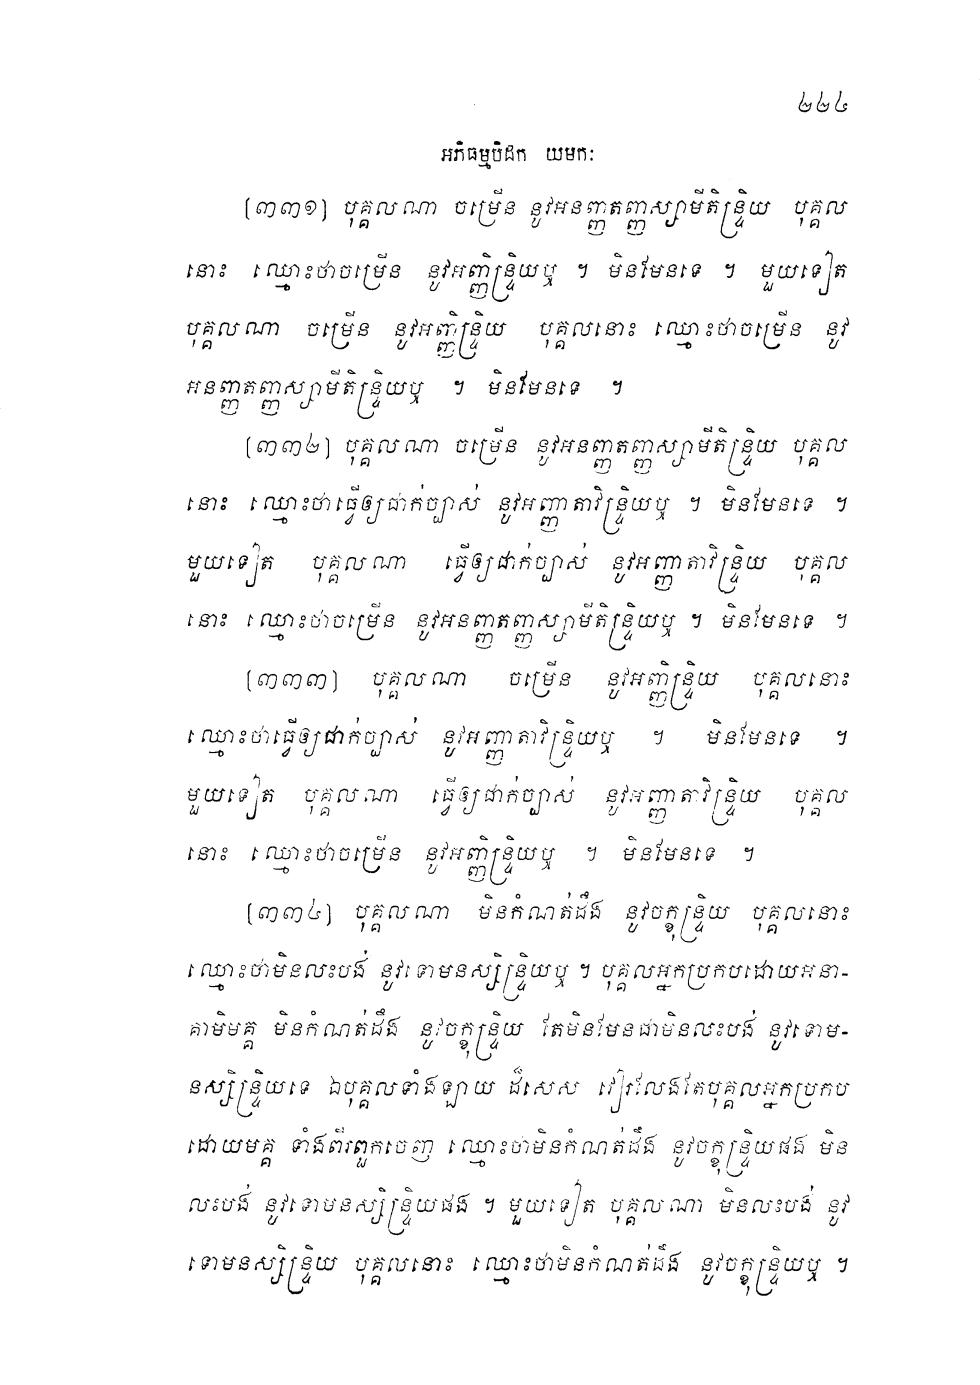 ២២៤
អភិធម្មបិដក យមកៈ
(៣៣១) បុគ្គលណា ចម្រើន នូវអនញ្ញាតញ្ញស្សាមីតិន្ទ្រិយ បុគ្គល
នោះ ឈ្មោះថាចម្រើន នូវអញ្ញិន្ទ្រិយឬ ។ មិនមែនទេ ។ មួយទៀត
បុគ្គលណា ចម្រើន នូវអញ្ញិន្ទ្រិយ បុគ្គលនោះ ឈ្មោះថាចម្រើន នូវ
អនញ្ញាតញ្ញស្សាមីតិន្ទ្រិយឬ ។ មិនមែនទេ ។
(៣៣២) បុគ្គលណា ចម្រើន នូវអនញ្ញាតញ្ញស្សាមីតិន្ទ្រិយ បុគ្គល
នោះ ឈ្មោះថាធ្វើឲ្យជាក់ច្បាស់ នូវអញ្ញាតាវិន្ទ្រិយឬ ។ មិនមែនទេ ។
មួយទៀត បុគ្គលណា ធ្វើឲ្យជាក់ច្បាស់ នូវអញ្ញាតាវិន្ទ្រិយ បុគ្គល
នោះ ឈ្មោះថាចម្រើន នូវអនញ្ញាតញ្ញស្សាមីតិន្ទ្រិយឬ ។ មិនមែនទេ ។
(៣៣៣) បុគ្គលណា ចម្រើន នូវអញ្ញិន្ទ្រិយ បុគ្គលនោះ
ឈ្មោះថាធ្វើឲ្យជាក់ច្បាស់ នូវអញ្ញាតាវិន្ទ្រិយឬ ។ មិនមែនទេ ។
មួយទៀត បុគ្គលណា ធ្វើឲ្យជាក់ច្បាស់ នូវអញ្ញាតាវិន្ទ្រិយ បុគ្គល
នោះ ឈ្មោះថាចម្រើន នូវអញ្ញិន្ទ្រិយឬ ។ មិនមែនទេ ។
(៣៣៤) បុគ្គលណា មិនកំណត់ដឹង នូវចក្ខុន្ទ្រិយ បុគ្គលនោះ
ឈ្មោះថាមិនលះបង់ នូវទោមនស្សិន្ទ្រិយឬ ។ បុគ្គលអ្នកប្រកបដោយអនា-
គាមិមគ្គ មិនកំណត់ដឹង នូវចក្ខុន្ទ្រិយ តែមិនមែនជាមិនលះបង់ នូវទោម-
នស្សិន្ទ្រិយទេ ឯបុគ្គលទាំងឡាយ ដ៏សេស វៀរលែងតែបុគ្គលអ្នកប្រកប
ដោយមគ្គ ទាំងពីរពួកចេញ ឈ្មោះថាមិនកំណត់ដឹង នូវចក្ខុន្ទ្រិយផង មិន
លះបង់ នូវទោមនស្សិន្ទ្រិយផង ។ មួយទៀត បុគ្គលណា មិនលះបង់ នូវ
ទោមនស្សិន្ទ្រិយ បុគ្គលនោះ ឈ្មោះថាមិនកំណត់ដឹង នូវចក្ខុន្ទ្រិយឬ ។